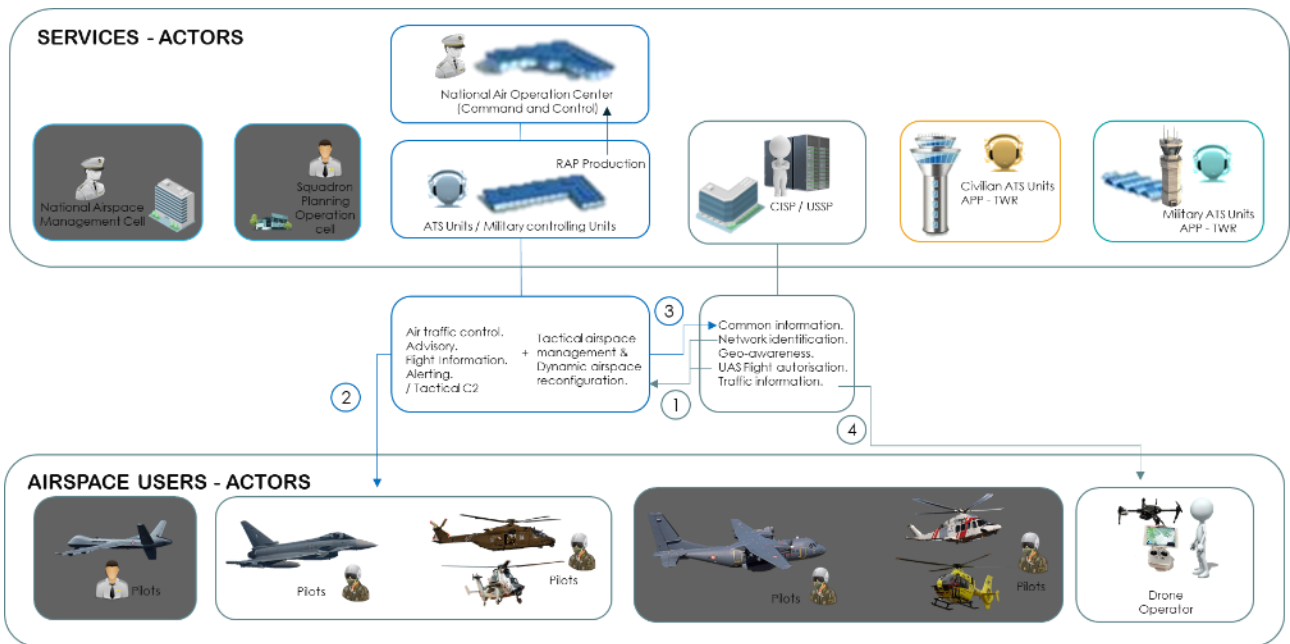 SERVICES - ACTORS
National Air Operation Center
(Command and Control)
RAP Production
National Airspace
Management Cell
Squadron
Planning
Operation
cell
ATS Units / Military controlling Units
CISP / USSP
Civilian ATS Units
APP - TWR
Military ATS Units
APP - TWR
Air traffic control.
Advisory.
Flight Information.
Alerting.
/ Tactical C2
+
Tactical airspace
management &
Dynamic airspace
reconfiguration.
3
Common information.
Network identification.
Geo-awareness.
UAS Flight autorisation.
Traffic information.
2
1
4
AIRSPACE USERS - ACTORS
Pilots
Pilots
Pilots
Pilots
Pilots
Drone
Operator